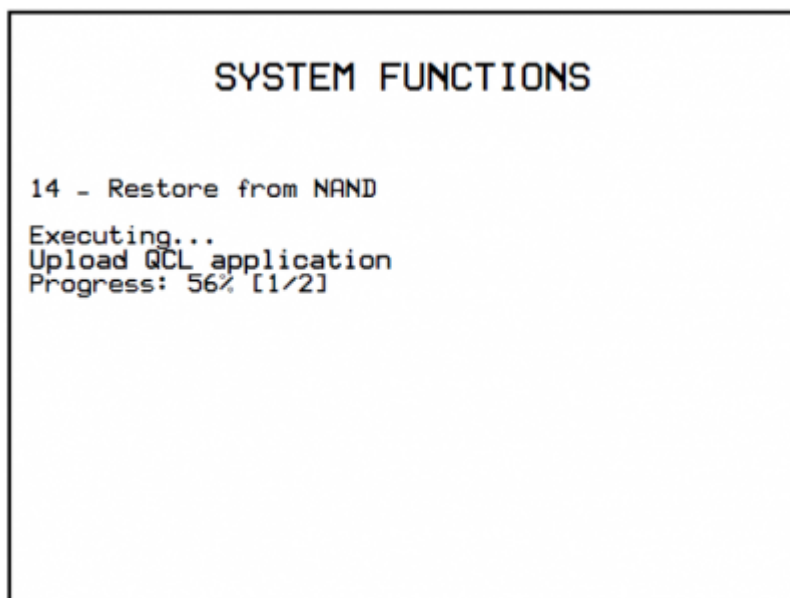 SYSTEM FUNCTIONS
14 - Restore from NAND
Executing...
Upload QCL application
Progress: 56% [1/2]